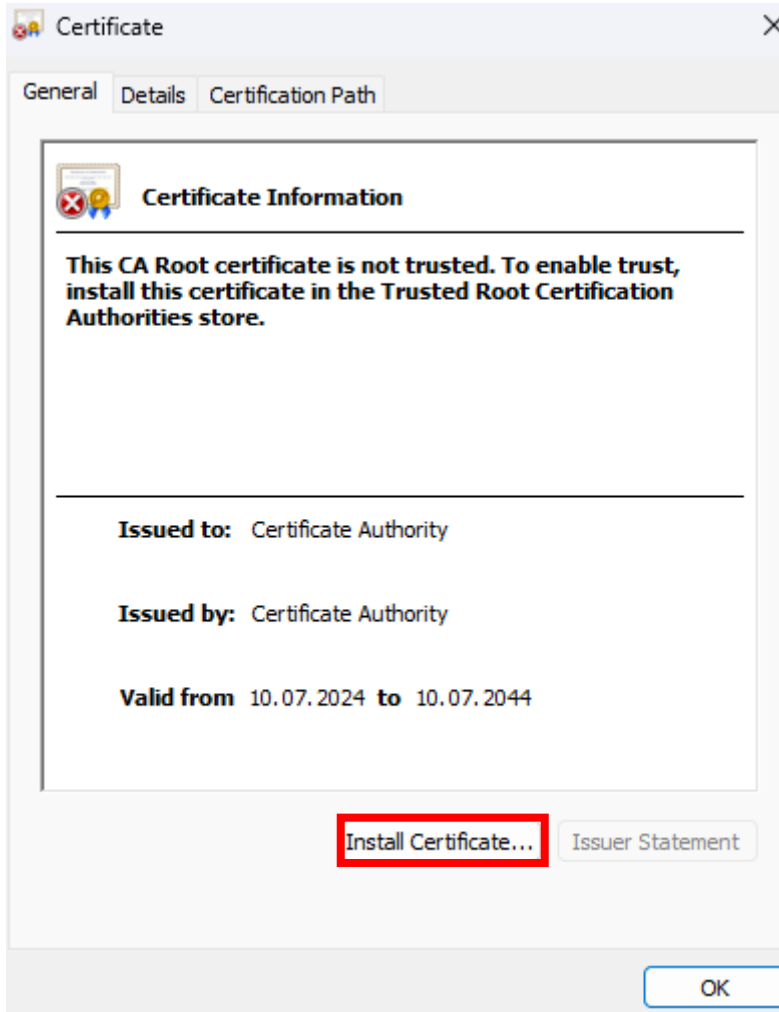 Certificate
General Details Certification Path
Certificate Information
This CA Root certificate is not trusted. To enable trust,
install this certificate in the Trusted Root Certification
Authorities store.
Issued to: Certificate Authority
Issued by: Certificate Authority
Valid from 10.07.2024 to 10.07.2044
Install Certificate... Issuer Statement
OK